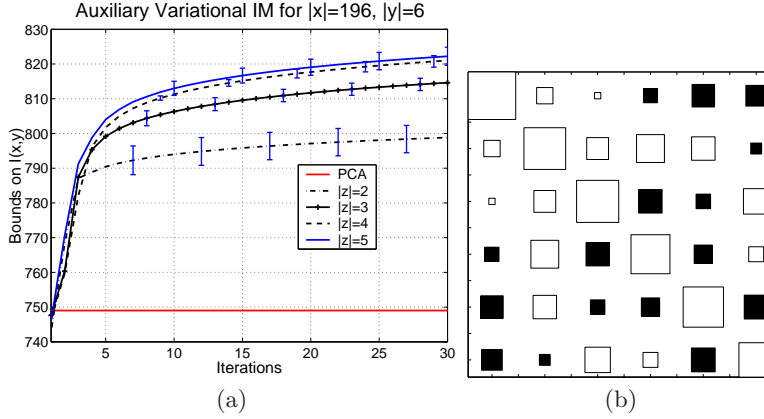 Auxiliary Variational IM for |x|=196, |y|=6
Bounds on I(x,y)
830
820
810
800
790
780
770
760
750
740
5
10
15
20
25
30
Iterations
PCA
|z|=2
|z|=3
|z|=4
|z|=5
(a)
(b)